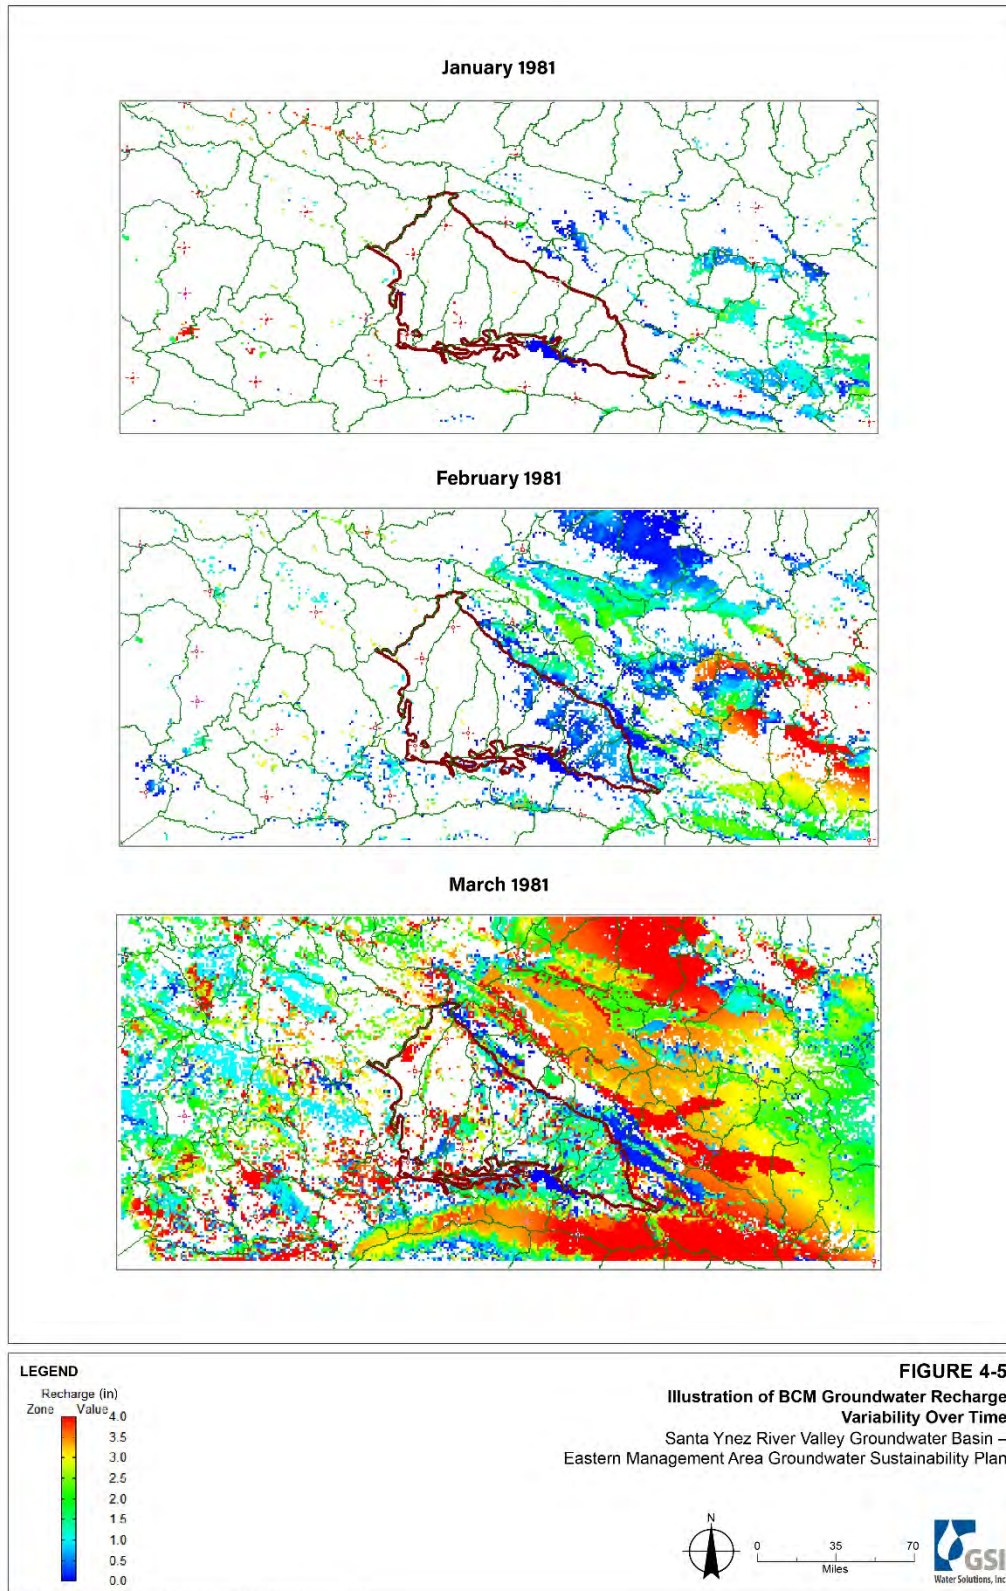 January 1981
February 1981
March 1981
LEGEND
Recharge (in)
Zone Value
4.0
3.5
3.0
2.5
2.0
1.5
1.0
0.5
0.0
FIGURE 4-5
Illustration of BCM Groundwater Recharge
Variability Over Time
Santa Ynez River Valley Groundwater Basin –
Eastern Management Area Groundwater Sustainability Plan
N
0 35 70
Miles
GSI
Water Solutions, Inc